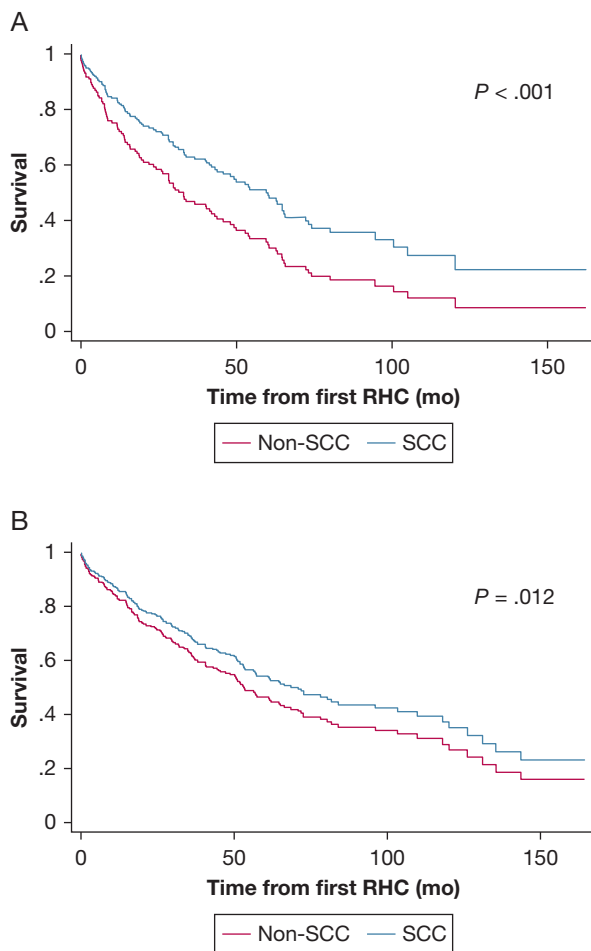 A
1
.8
.6
.4
.2
0
Survival
P < .001
0 50 100 150
Time from first RHC (mo)
Non-SCC SCC
B
1
.8
.6
.4
.2
0
Survival
P = .012
0 50 100 150
Time from first RHC (mo)
Non-SCC SCC